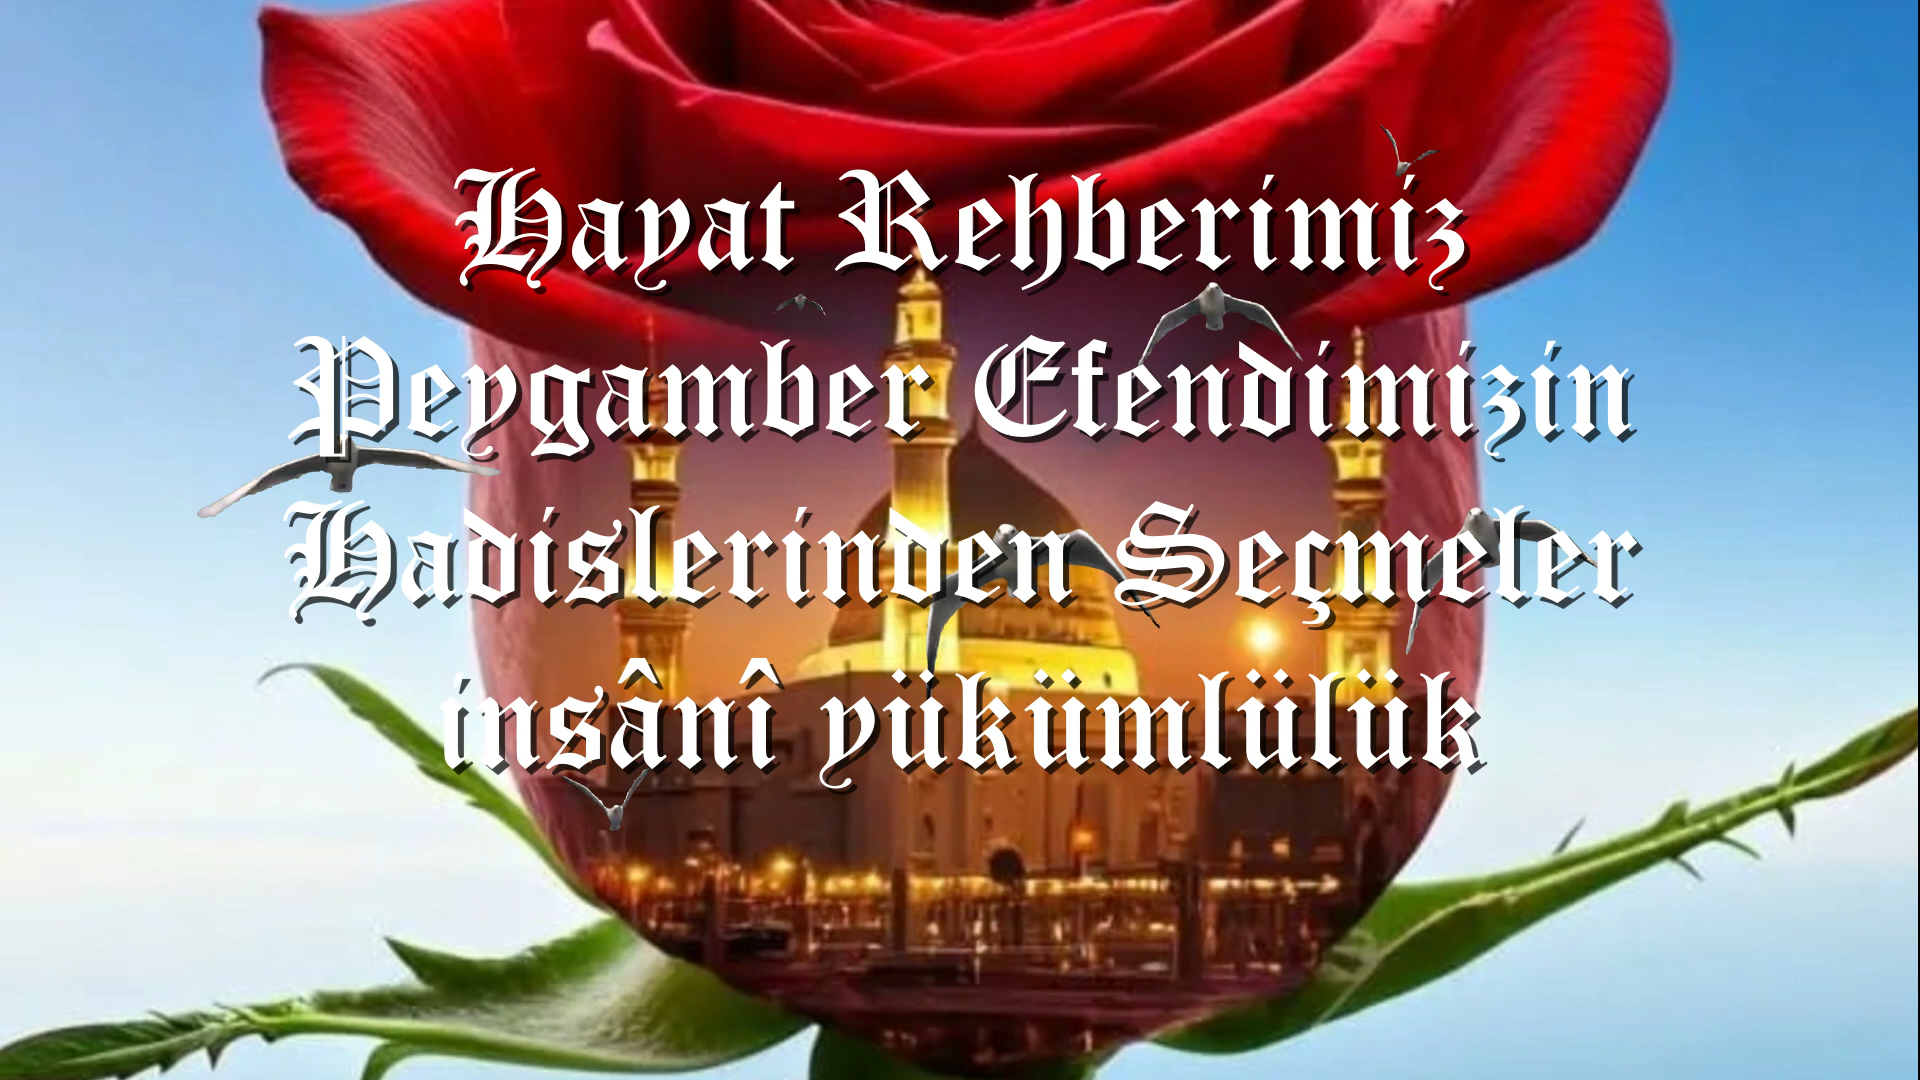 Hayat Rehberimiz
Peygamber Efendimizin
Hadislerinden Seçmeler
insânî yükümlülük